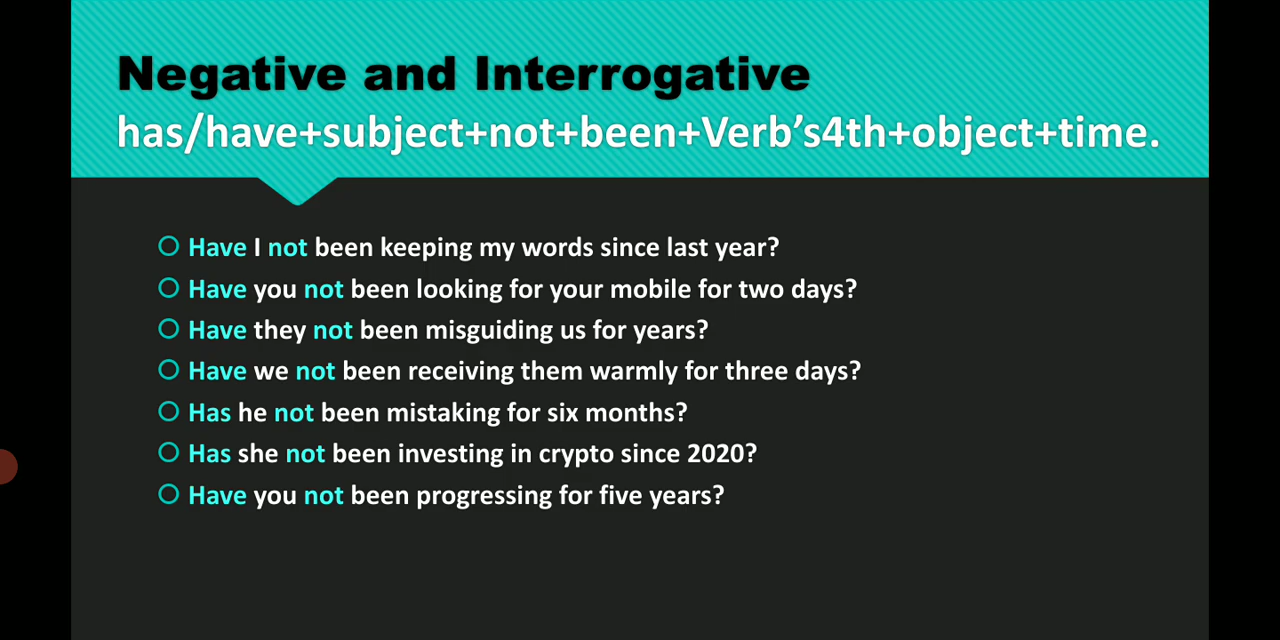 Negative and Interrogative
has/have+subject+not+been+Verb’s4th+object+time.
Have I not been keeping my words since last year?
Have you not been looking for your mobile for two days?
Have they not been misguiding us for years?
Have we not been receiving them warmly for three days?
Has he not been mistaking for six months?
Has she not been investing in crypto since 2020?
Have you not been progressing for five years?